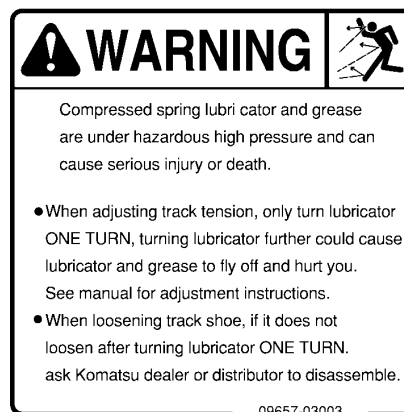 WARNING
Compressed spring lubri cator and grease
are under hazardous high pressure and can
cause serious injury or death.
●When adjusting track tension, only turn lubricator
ONE TURN, turning lubricator further could cause
lubricator and grease to fly off and hurt you.
See manual for adjustment instructions.
●When loosening track shoe, if it does not
loosen after turning lubricator ONE TURN.
ask Komatsu dealer or distributor to disassemble.
09657-03003